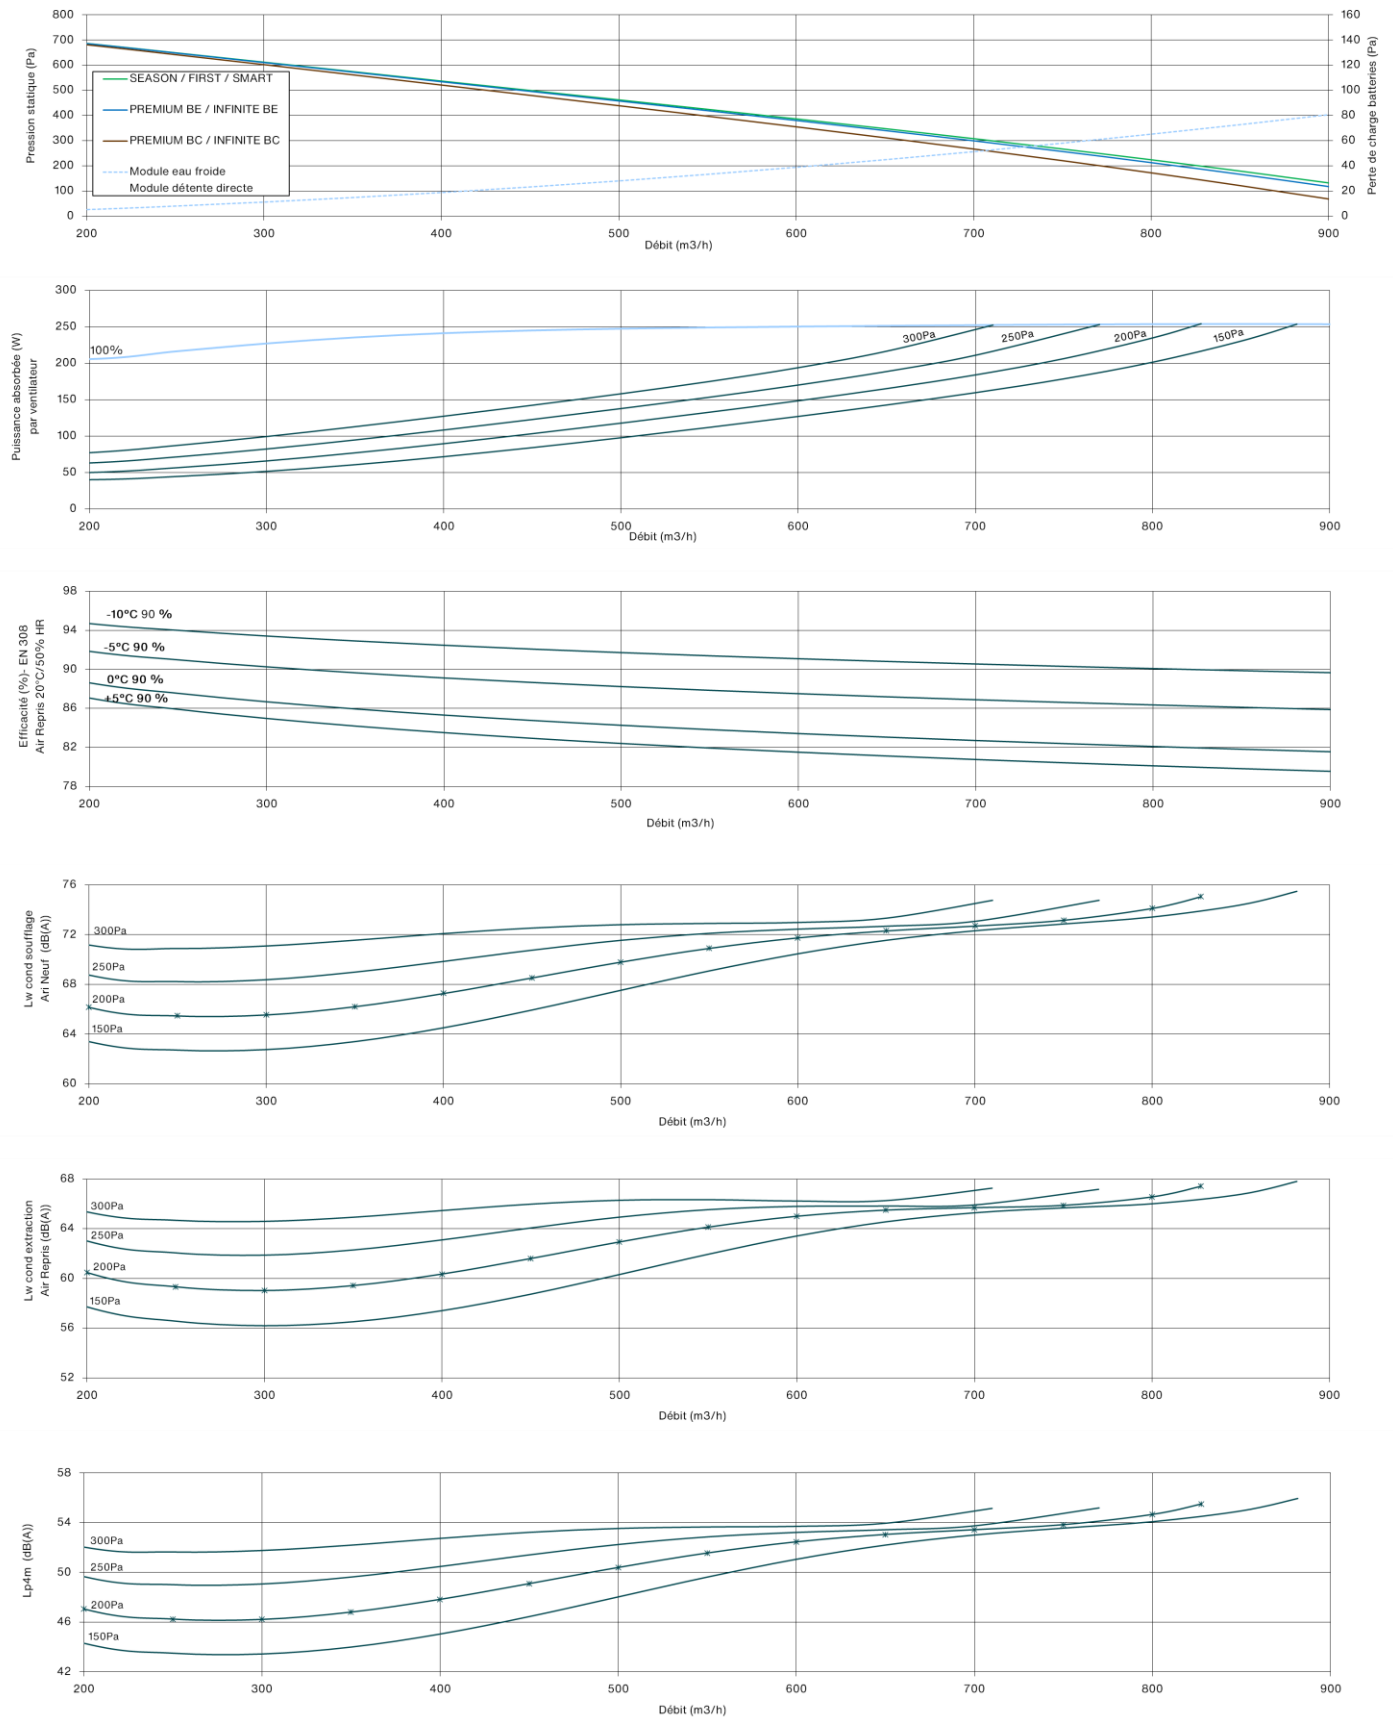 800
700
600
500
400
300
200
100
0
Pression statique (Pa)
160
140
120
100
80
60
40
20
0
Perte de charge batteries (Pa)
SEASON / FIRST / SMART
PREMIUM BE / INFINITE BE
PREMIUM BC / INFINITE BC
Module eau froide
Module détente directe
200 300 400 500 600 700 800 900
Débit (m3/h)
300
250
200
150
100
50
0
Puissance absorbée (W)
par ventilateur
100%
300Pa
250Pa
200Pa
150Pa
200 300 400 500 600 700 800 900
Débit (m3/h)
98
94
90
86
82
78
Efficacité (%)- EN 308
Air Repris 20°C/50% HR
-10°C 90 %
-5°C 90 %
0°C 90 %
+5°C 90 %
200 300 400 500 600 700 800 900
Débit (m3/h)
76
72
68
64
60
Lw cond soufflage
Ari Neuf (dB(A))
300Pa
250Pa
200Pa
150Pa
200 300 400 500 600 700 800 900
Débit (m3/h)
68
64
60
56
52
Lw cond extraction
Air Repris (dB(A))
300Pa
250Pa
200Pa
150Pa
200 300 400 500 600 700 800 900
Débit (m3/h)
58
54
50
46
42
Lp4m (dB(A))
300Pa
250Pa
200Pa
150Pa
200 300 400 500 600 700 800 900
Débit (m3/h)